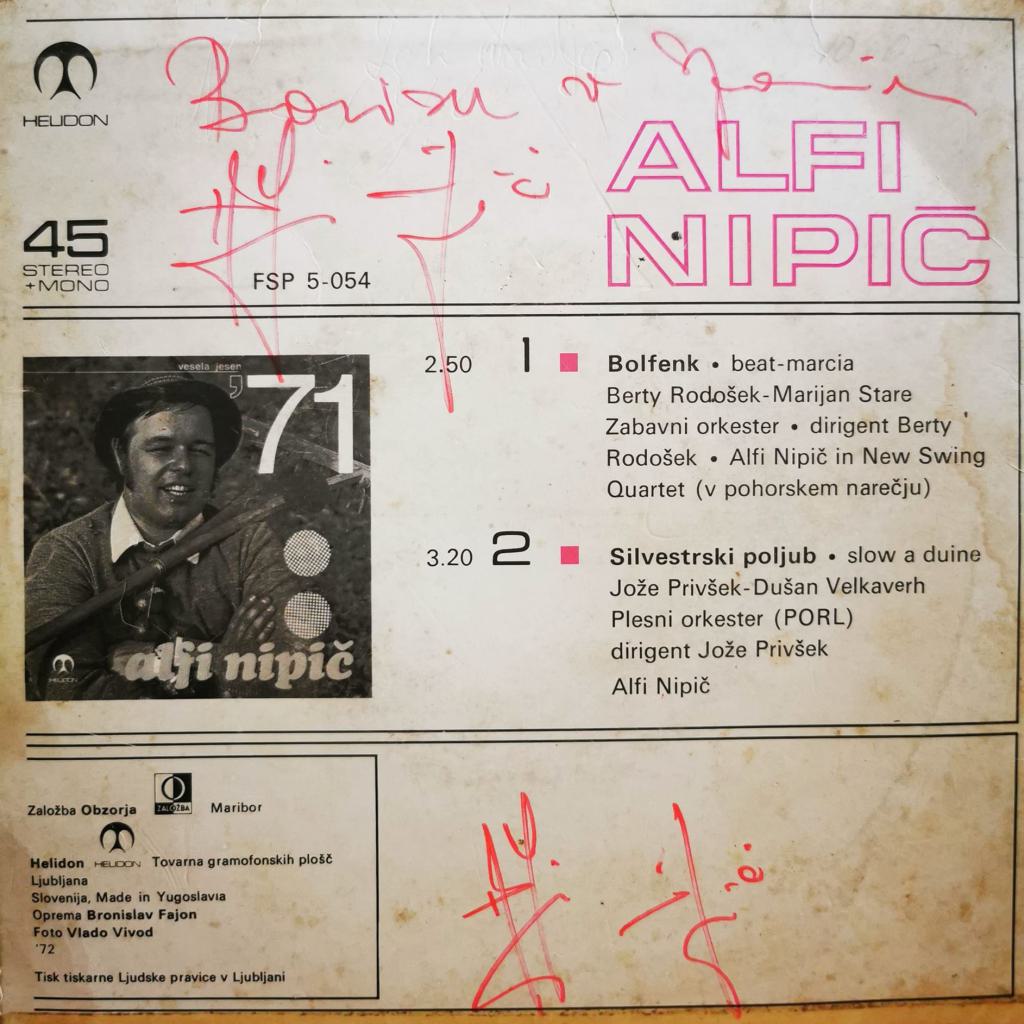 HELIDON
Borisu v
ALFI
NIPIČ
45
STEREO
+MONO
FSP 5-054
vesela jesen
'71
alfi nipič
HELIDON
2.50 1 Bolfenk • beat-marcia
Berty Rodošek-Marijan Stare
Zabavni orkester • dirigent Berty
Rodošek • Alfi Nipič in New Swing
Quartet (v pohorskem narečju)
3.20 2 Silvestrski poljub • slow a duine
Jože Privšek-Dušan Velkaverh
Plesni orkester (PORL)
dirigent Jože Privšek
Alfi Nipič
Založba Obzorja ZALOŽBA Maribor
Helidon HELIDON Tovarna gramofonskih plošč
Ljubljana
Slovenija, Made in Yugoslavia
Oprema Bronislav Fajon
Foto Vlado Vivod
'72
Tisk tiskarne Ljudske pravice v Ljubljani